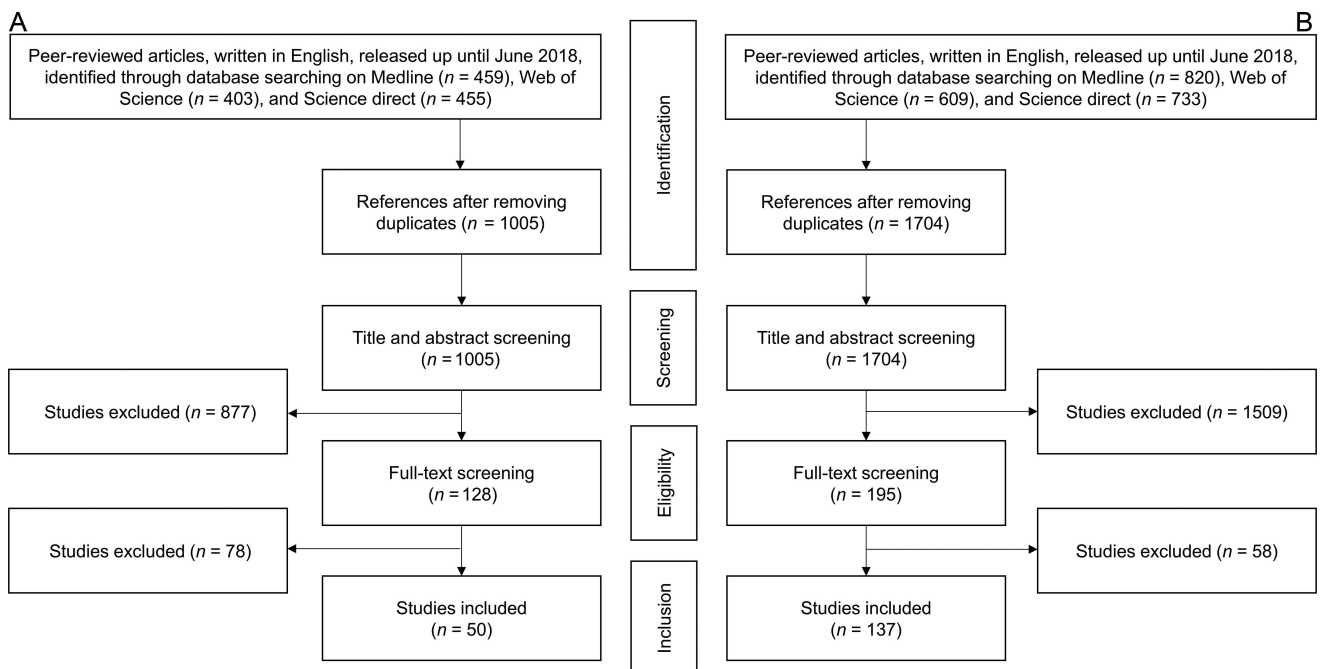 A
Peer-reviewed articles, written in English, released up until June 2018,
identified through database searching on Medline (n = 459), Web of
Science (n = 403), and Science direct (n = 455)
References after removing
duplicates (n = 1005)
Title and abstract screening
(n = 1005)
Studies excluded (n = 877)
Full-text screening
(n = 128)
Studies excluded (n = 78)
Studies included
(n = 50)
Identification
Screening
Eligibility
Inclusion
B
Peer-reviewed articles, written in English, released up until June 2018,
identified through database searching on Medline (n = 820), Web of
Science (n = 609), and Science direct (n = 733)
References after removing
duplicates (n = 1704)
Title and abstract screening
(n = 1704)
Studies excluded (n = 1509)
Full-text screening
(n = 195)
Studies excluded (n = 58)
Studies included
(n = 137)